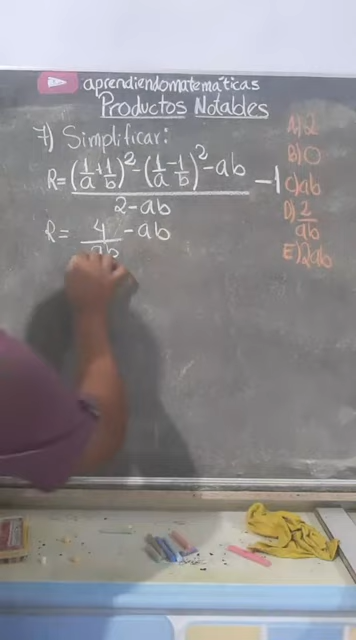 aprendiendomatemáticas
Productos Notables
7) Simplificar:
R= ((1/a + 1/b)² - (1/a - 1/b)² - ab) / (2 - ab) - 1
R= 4/ab - ab
A) 2
B) 0
C) ab
D) 2/ab
E) 2ab